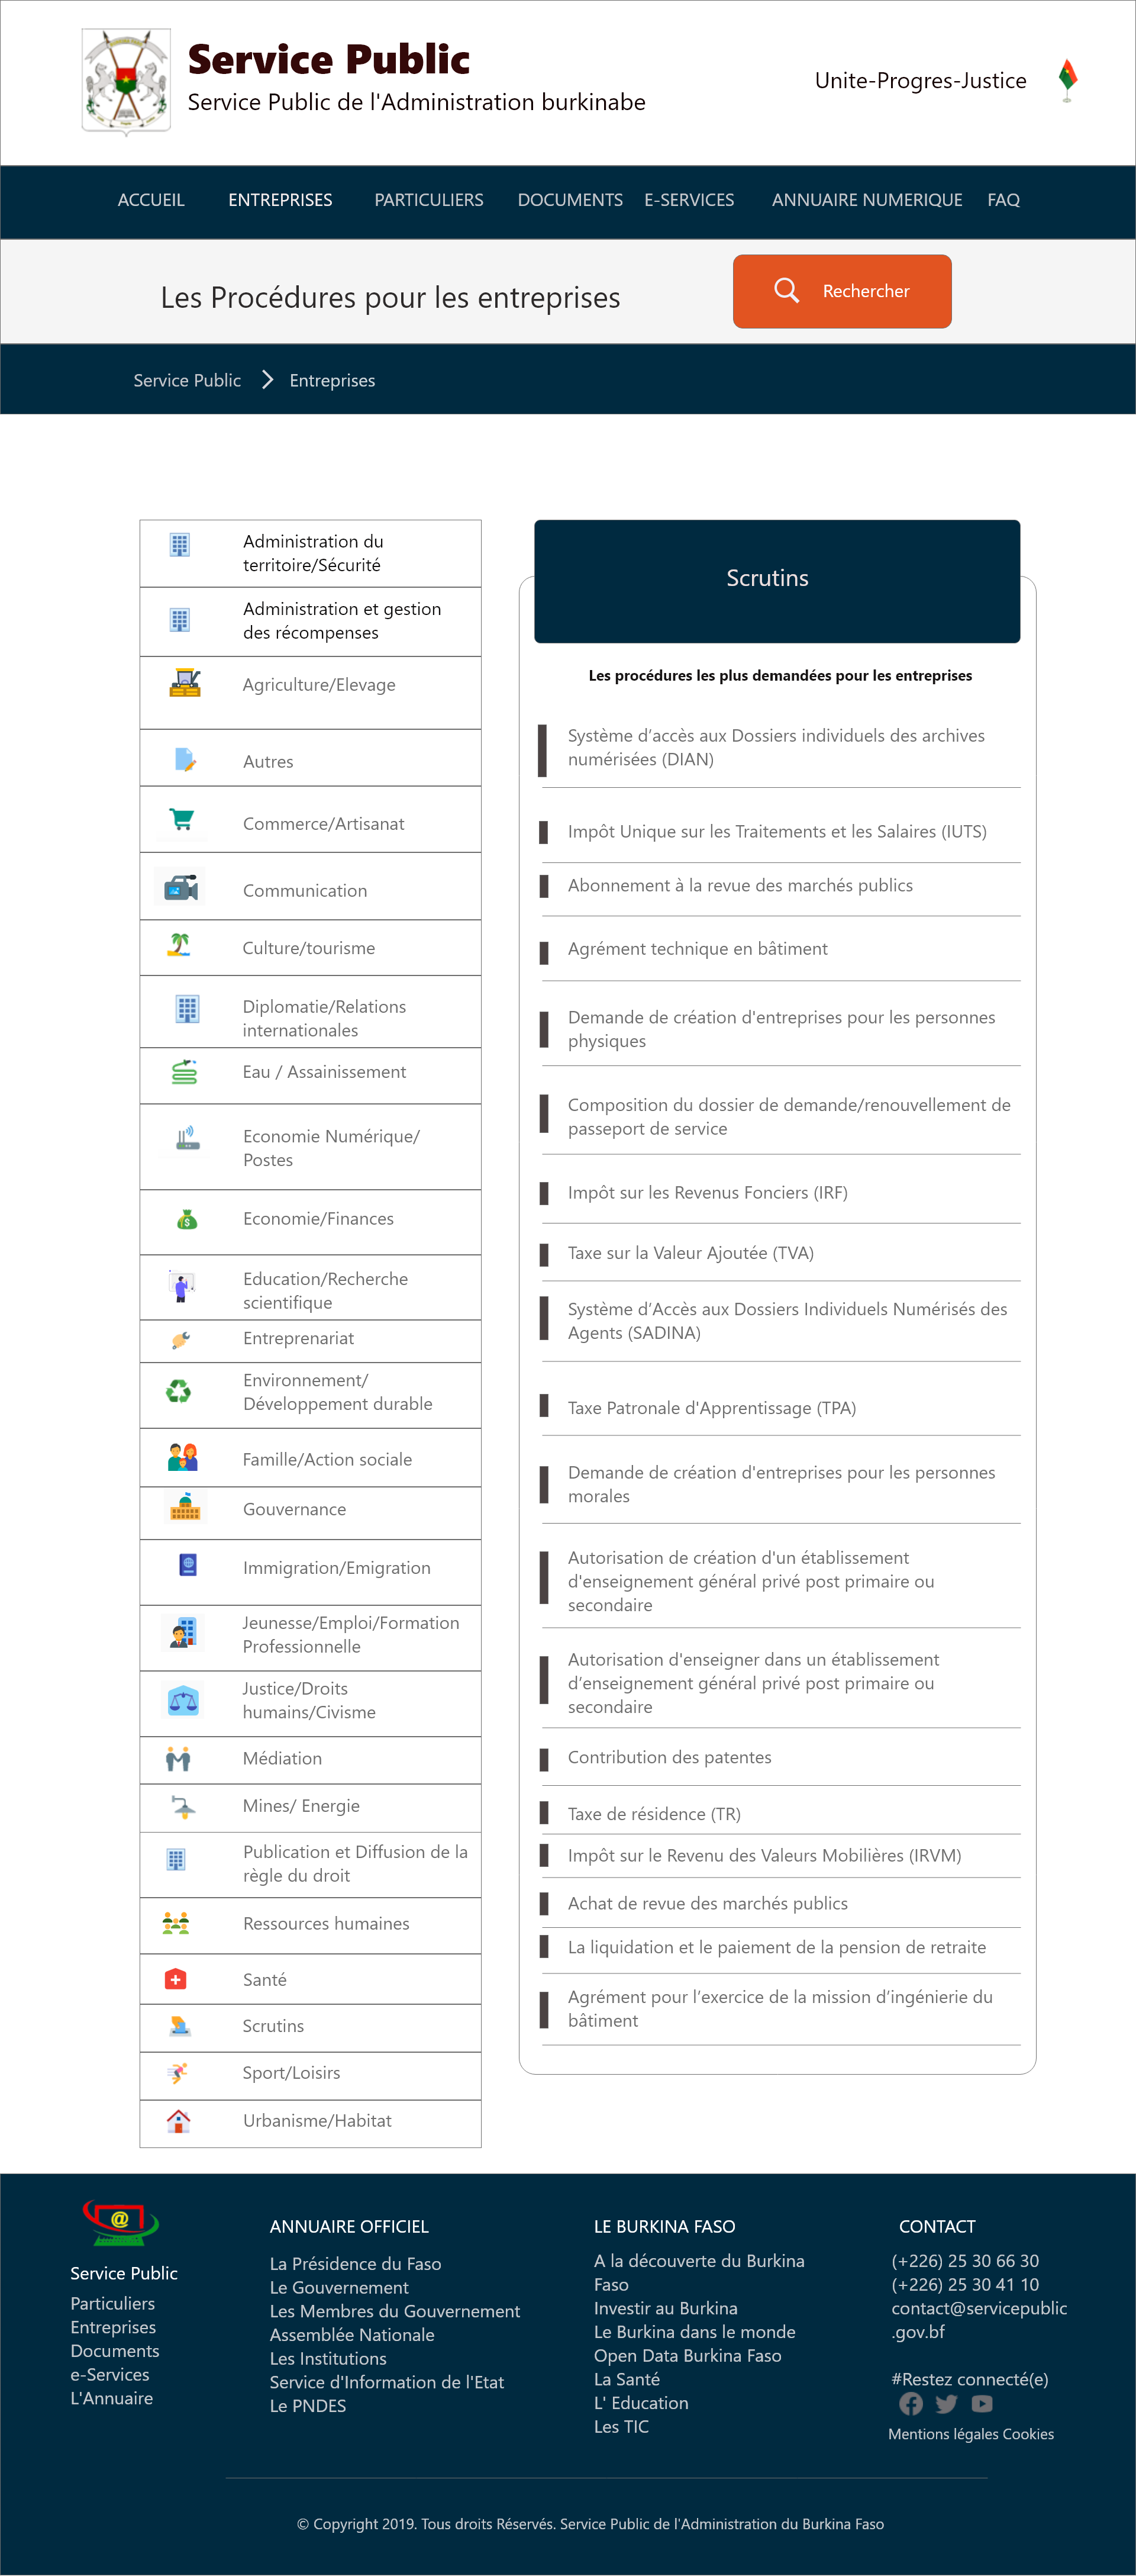 Service Public
Service Public de l'Administration burkinabe
Unite-Progres-Justice
ACCUEIL ENTREPRISES PARTICULIERS DOCUMENTS E-SERVICES ANNUAIRE NUMERIQUE FAQ
Les Procédures pour les entreprises
Rechercher
Service Public Entreprises
Administration du
territoire/Sécurité
Administration et gestion
des récompenses
Agriculture/Elevage
Autres
Commerce/Artisanat
Communication
Culture/tourisme
Diplomatie/Relations
internationales
Eau / Assainissement
Economie Numérique/
Postes
Economie/Finances
Education/Recherche
scientifique
Entreprenariat
Environnement/
Développement durable
Famille/Action sociale
Gouvernance
Immigration/Emigration
Jeunesse/Emploi/Formation
Professionnelle
Justice/Droits
humains/Civisme
Médiation
Mines/ Energie
Publication et Diffusion de la
règle du droit
Ressources humaines
Santé
Scrutins
Sport/Loisirs
Urbanisme/Habitat
Scrutins
Les procédures les plus demandées pour les entreprises
Système d’accès aux Dossiers individuels des archives
numérisées (DIAN)
Impôt Unique sur les Traitements et les Salaires (IUTS)
Abonnement à la revue des marchés publics
Agrément technique en bâtiment
Demande de création d'entreprises pour les personnes
physiques
Composition du dossier de demande/renouvellement de
passeport de service
Impôt sur les Revenus Fonciers (IRF)
Taxe sur la Valeur Ajoutée (TVA)
Système d’Accès aux Dossiers Individuels Numérisés des
Agents (SADINA)
Taxe Patronale d'Apprentissage (TPA)
Demande de création d'entreprises pour les personnes
morales
Autorisation de création d'un établissement
d'enseignement général privé post primaire ou
secondaire
Autorisation d'enseigner dans un établissement
d’enseignement général privé post primaire ou
secondaire
Contribution des patentes
Taxe de résidence (TR)
Impôt sur le Revenu des Valeurs Mobilières (IRVM)
Achat de revue des marchés publics
La liquidation et le paiement de la pension de retraite
Agrément pour l’exercice de la mission d’ingénierie du
bâtiment
@
Service Public
Particuliers
Entreprises
Documents
e-Services
L'Annuaire
ANNUAIRE OFFICIEL
La Présidence du Faso
Le Gouvernement
Les Membres du Gouvernement
Assemblée Nationale
Les Institutions
Service d'Information de l'Etat
Le PNDES
LE BURKINA FASO
A la découverte du Burkina
Faso
Investir au Burkina
Le Burkina dans le monde
Open Data Burkina Faso
La Santé
L' Education
Les TIC
CONTACT
(+226) 25 30 66 30
(+226) 25 30 41 10
contact@servicepublic
.gov.bf
#Restez connecté(e)
Mentions légales Cookies
© Copyright 2019. Tous droits Réservés. Service Public de l'Administration du Burkina Faso